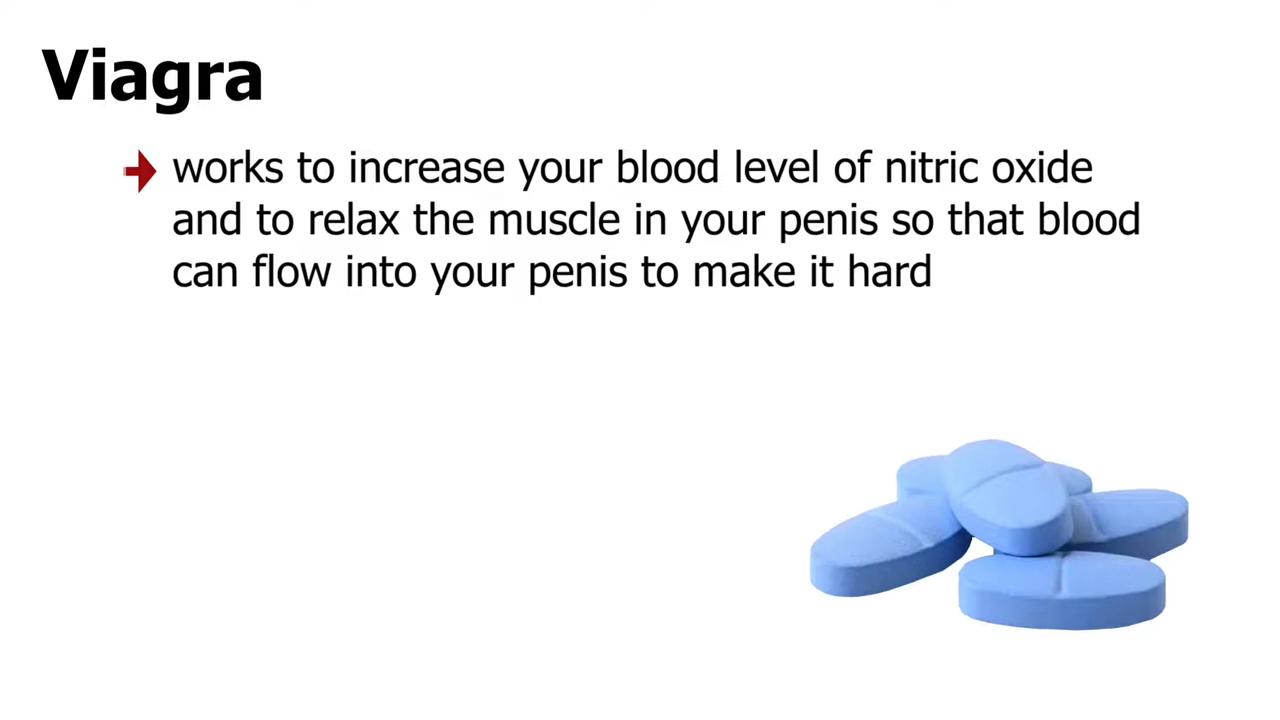 Viagra
works to increase your blood level of nitric oxide
and to relax the muscle in your penis so that blood
can flow into your penis to make it hard